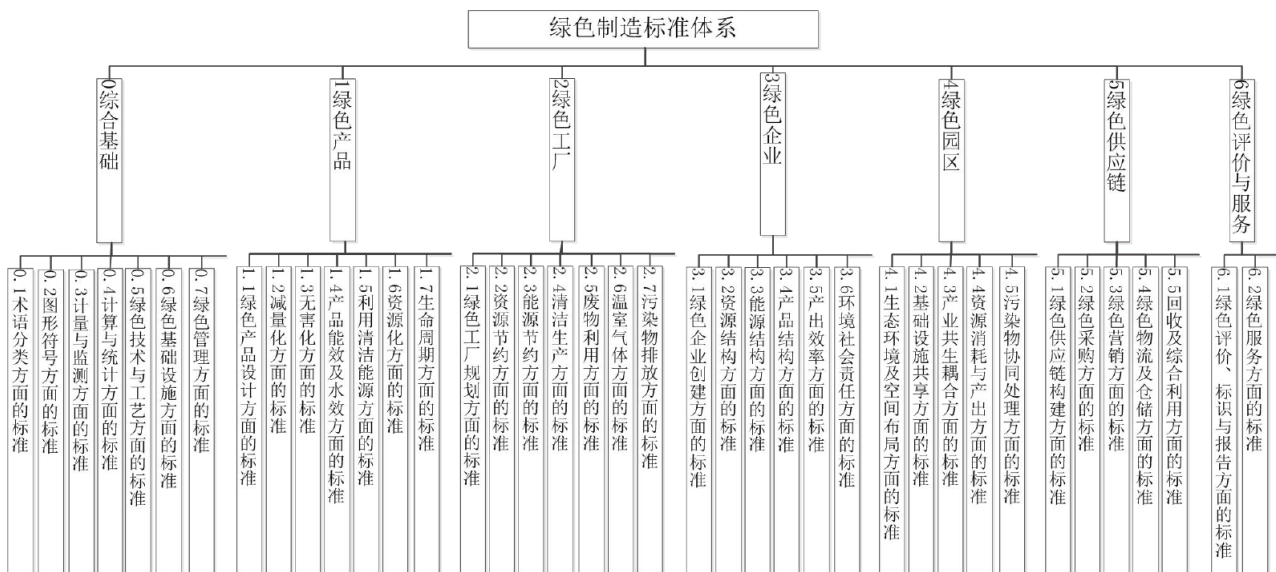 绿色制造标准体系
0综合基础
1绿色产品
2绿色工厂
3绿色企业
4绿色园区
5绿色供应链
6绿色评价与服务
0.1术语分类方面的标准
0.2图形符号方面的标准
0.3计量与监测方面的标准
0.4计算与统计方面的标准
0.5绿色技术与工艺方面的标准
0.6绿色基础设施方面的标准
0.7绿色管理方面的标准
1.1绿色产品设计方面的标准
1.2减量化方面的标准
1.3无害化方面的标准
1.4产品能效及水效方面的标准
1.5利用清洁能源方面的标准
1.6资源化方面的标准
1.7生命周期方面的标准
2.1绿色工厂规划方面的标准
2.2资源节约方面的标准
2.3能源节约方面的标准
2.4清洁生产方面的标准
2.5废物利用方面的标准
2.6温室气体方面的标准
2.7污染物排放方面的标准
3.1绿色企业创建方面的标准
3.2资源结构方面的标准
3.3能源结构方面的标准
3.4产品结构方面的标准
3.5产出效率方面的标准
3.6环境社会责任方面的标准
4.1生态环境及空间布局方面的标准
4.2基础设施共享方面的标准
4.3产业共生耦合方面的标准
4.4资源消耗与产出方面的标准
4.5污染物协同处理方面的标准
5.1绿色供应链构建方面的标准
5.2绿色采购方面的标准
5.3绿色营销方面的标准
5.4绿色物流及仓储方面的标准
5.5回收及综合利用方面的标准
6.1绿色评价、标识与报告方面的标准
6.2绿色服务方面的标准